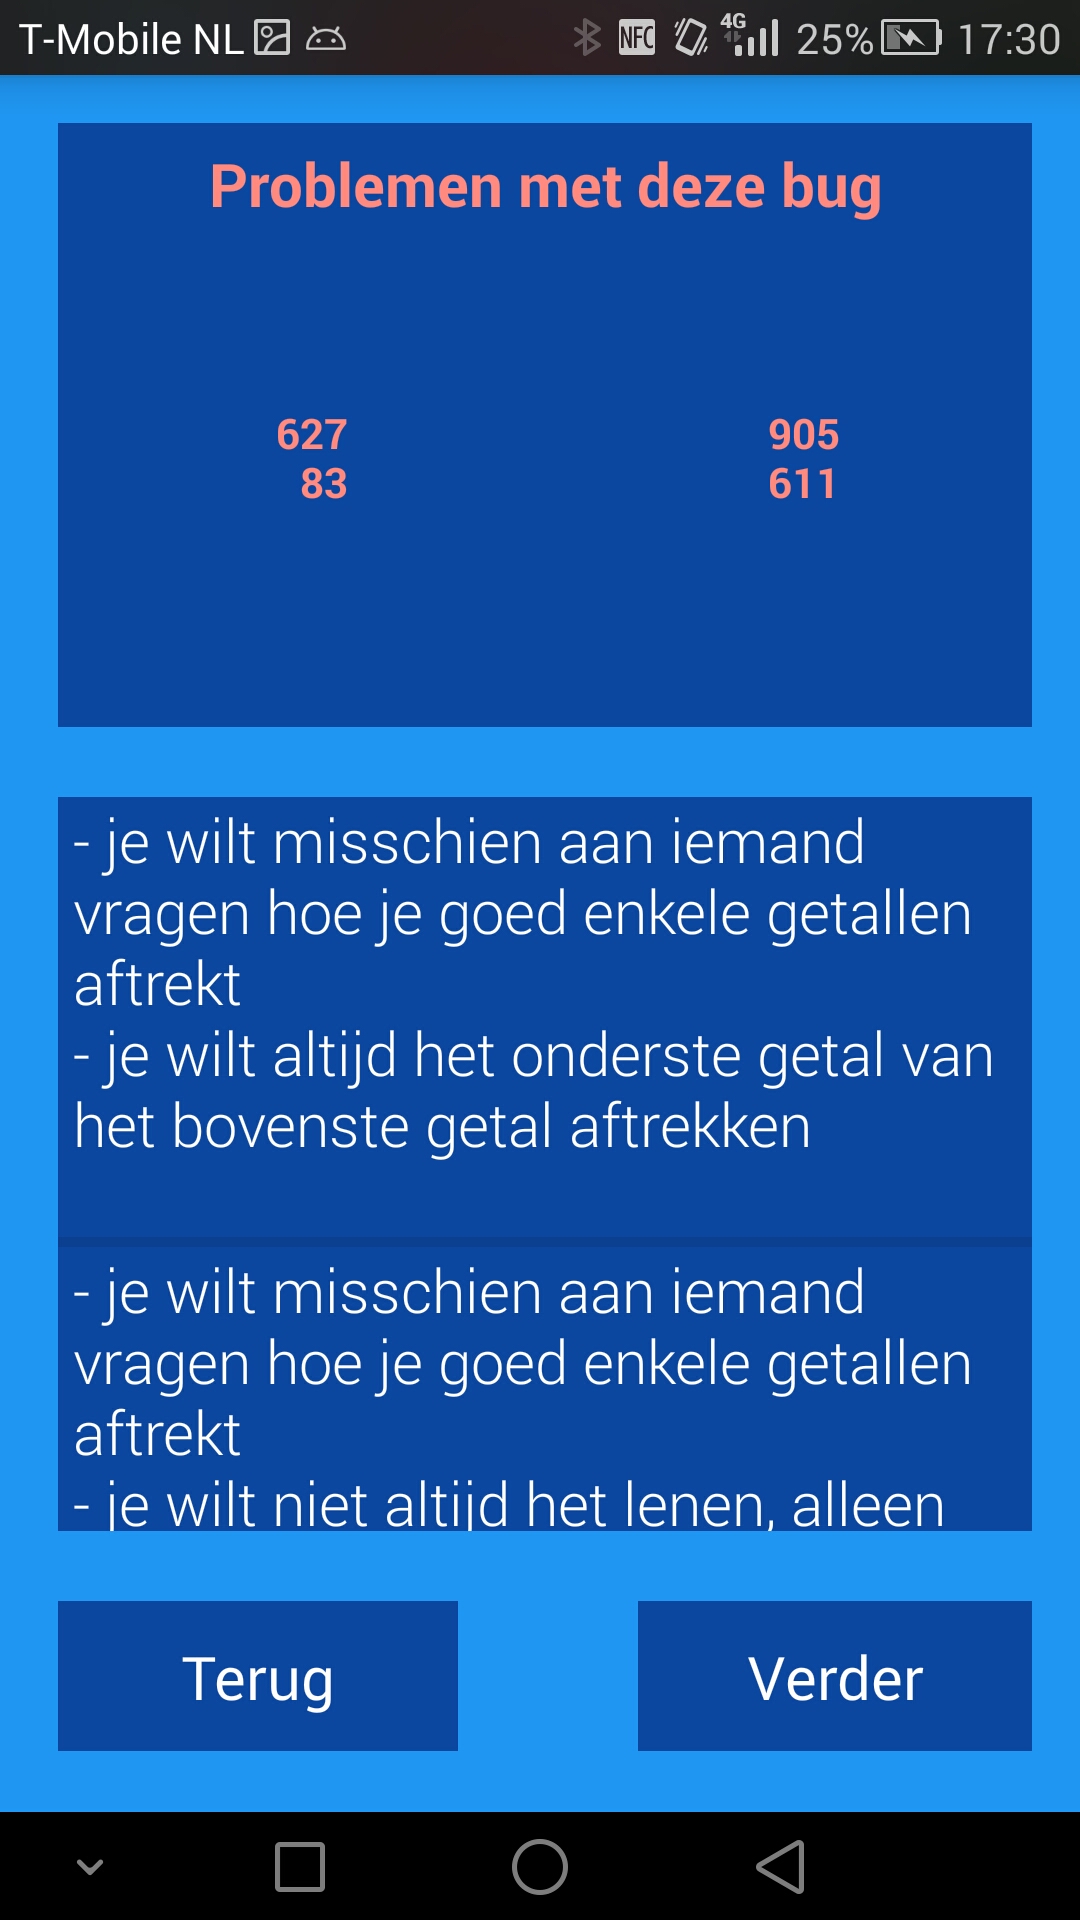 T-Mobile NL NFC 4G 25% 17:30
Problemen met deze bug
627 905
83 611
- je wilt misschien aan iemand
vragen hoe je goed enkele getallen
aftrekt
- je wilt altijd het onderste getal van
het bovenste getal aftrekken
- je wilt misschien aan iemand
vragen hoe je goed enkele getallen
aftrekt
- je wilt niet altijd het lenen, alleen
Terug Verder